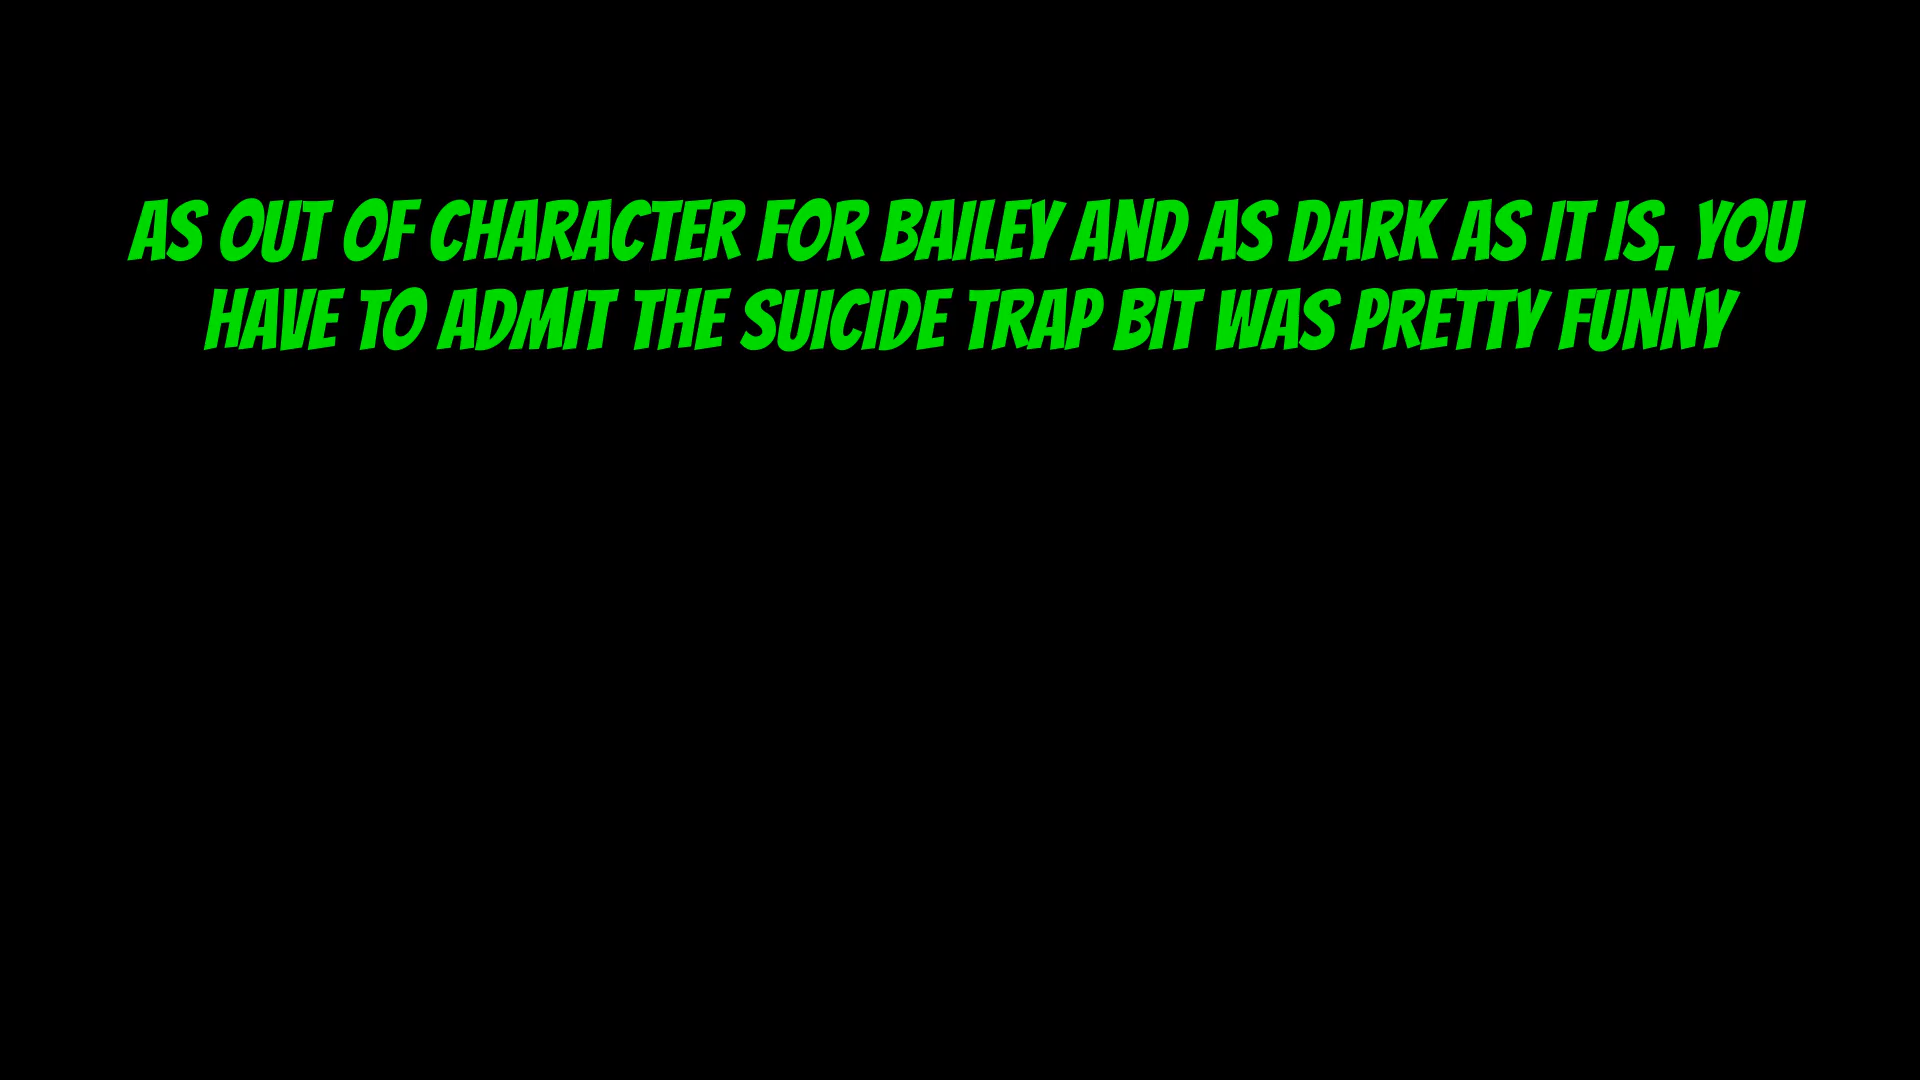 AS OUT OF CHARACTER FOR BAILEY AND AS DARK AS IT IS, YOU
HAVE TO ADMIT THE SUICIDE TRAP BIT WAS PRETTY FUNNY